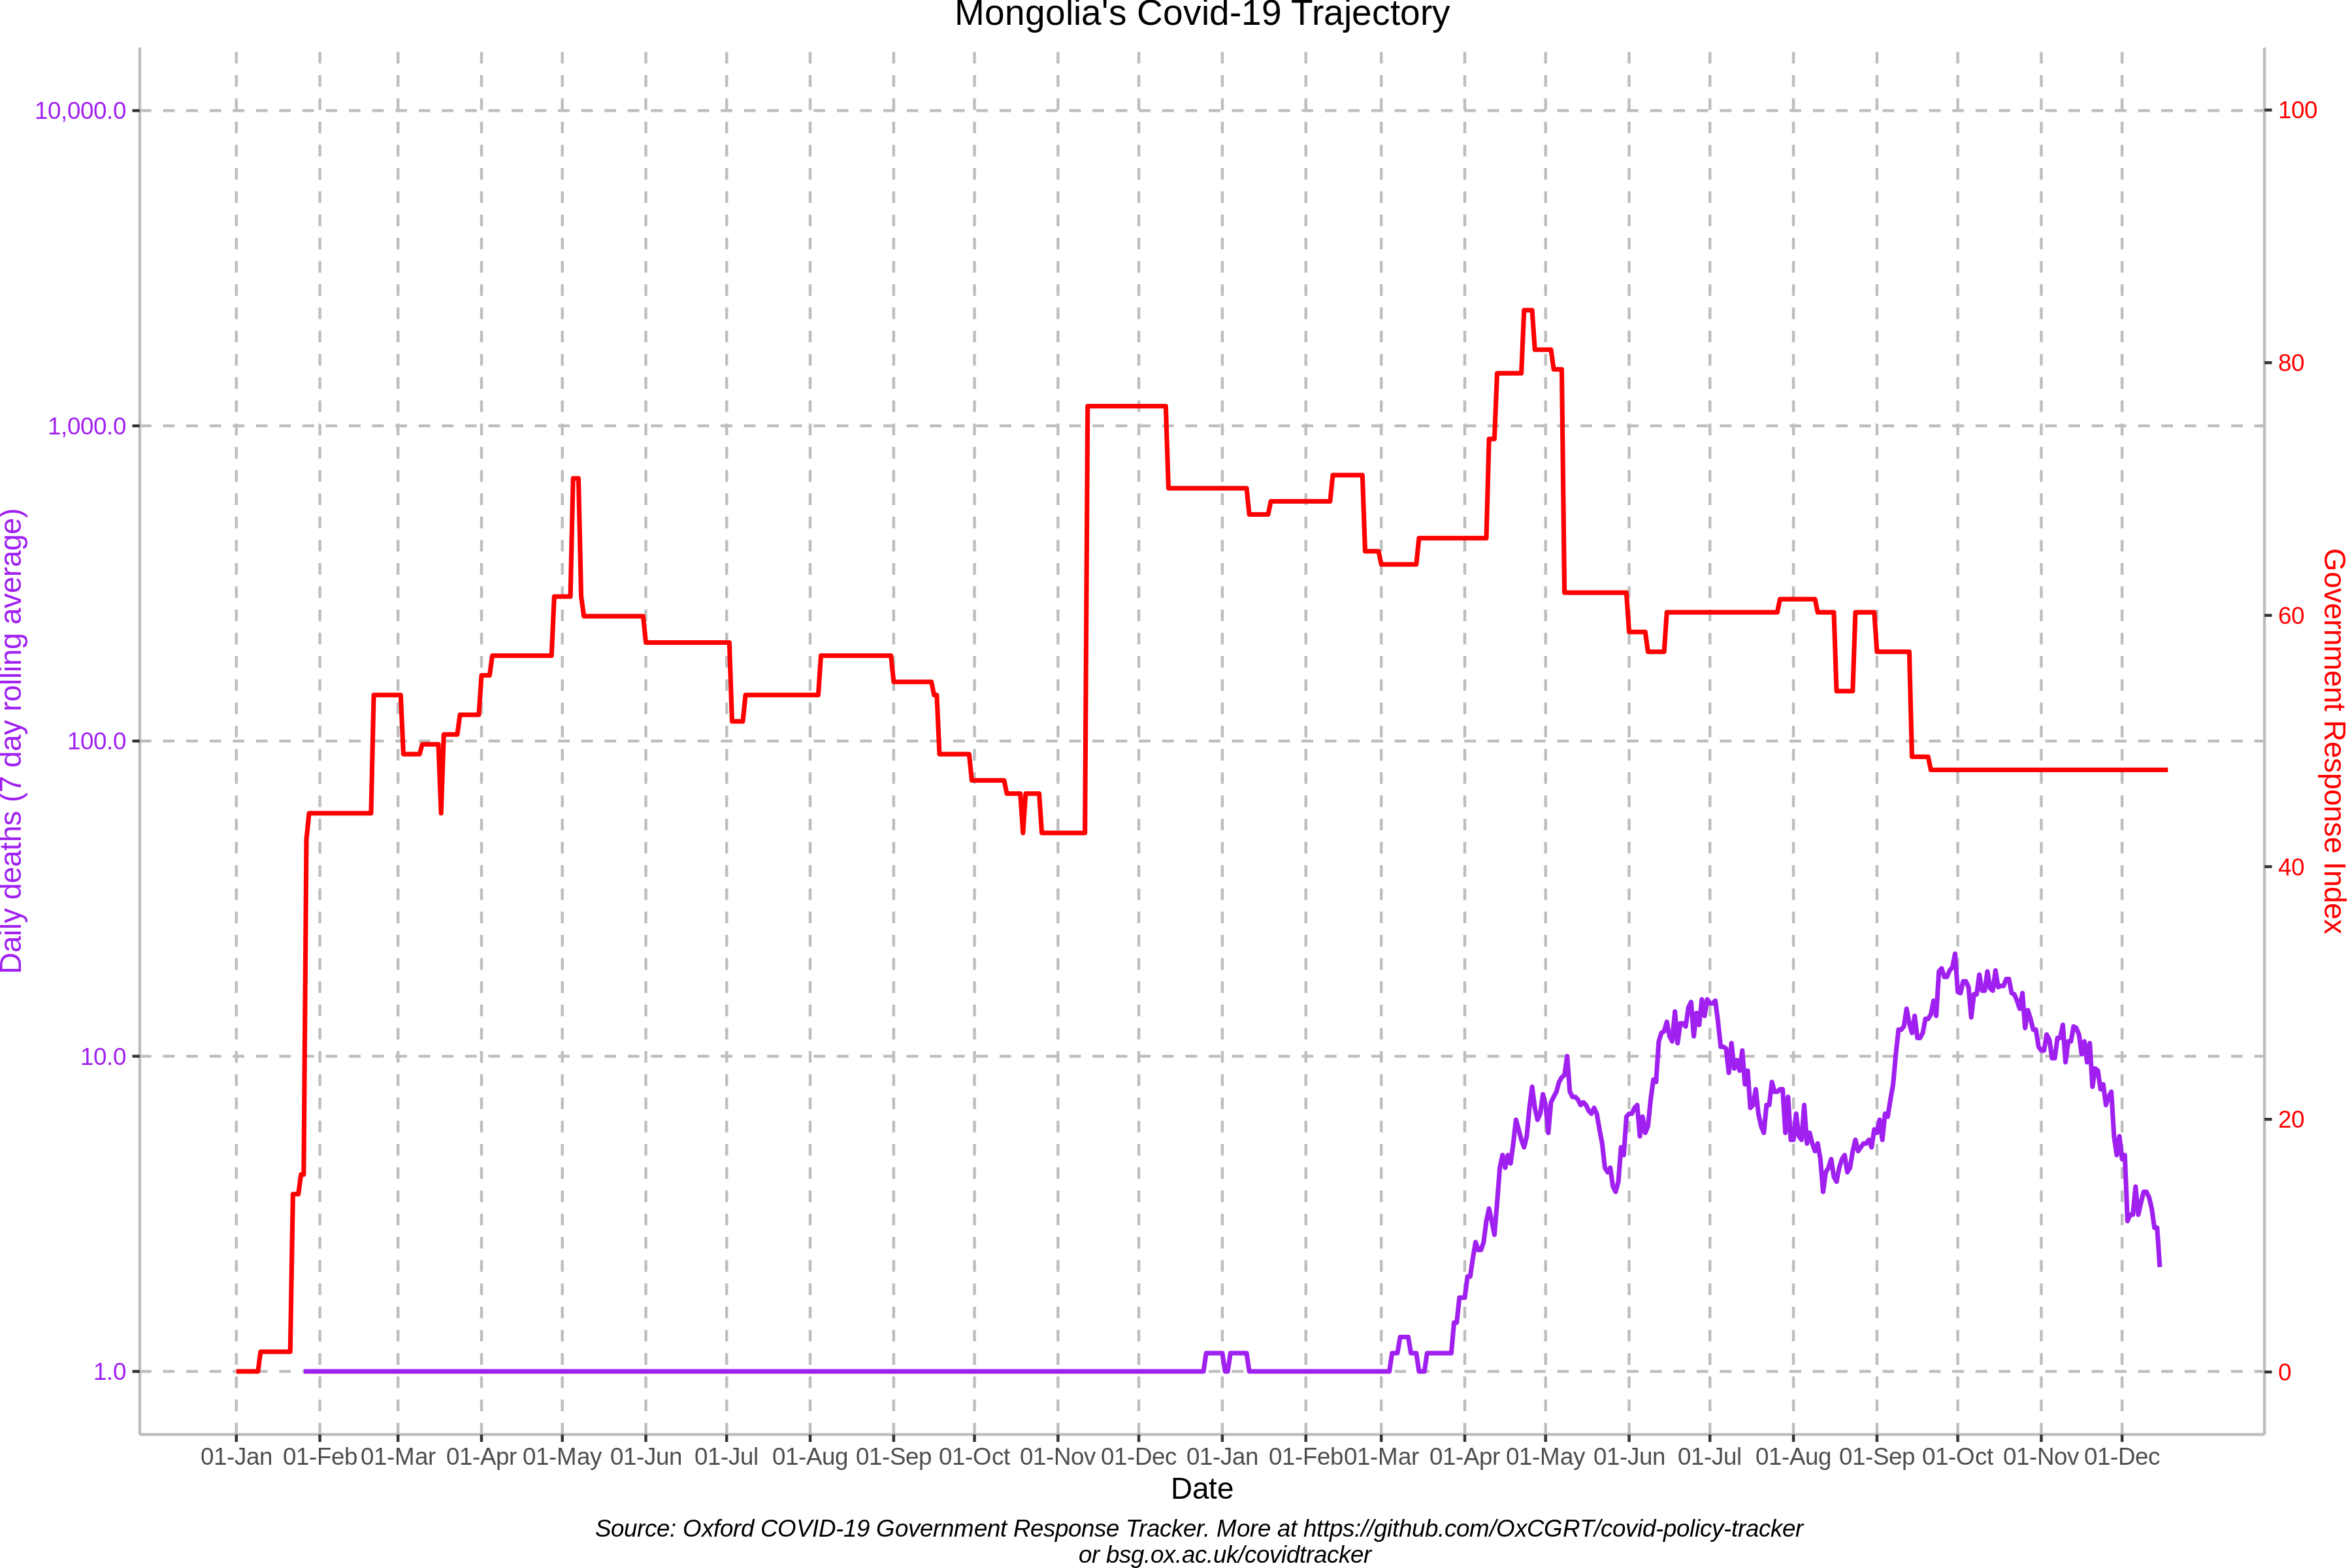 Mongolia's Covid-19 Trajectory
10,000.0
1,000.0
100.0
10.0
1.0
Daily deaths (7 day rolling average)
100
80
60
40
20
0
Government Response Index
01-Jan 01-Feb 01-Mar 01-Apr 01-May 01-Jun 01-Jul 01-Aug 01-Sep 01-Oct 01-Nov 01-Dec 01-Jan 01-Feb 01-Mar 01-Apr 01-May 01-Jun 01-Jul 01-Aug 01-Sep 01-Oct 01-Nov 01-Dec
Date
Source: Oxford COVID-19 Government Response Tracker. More at https://github.com/OxCGRT/covid-policy-tracker
or bsg.ox.ac.uk/covidtracker